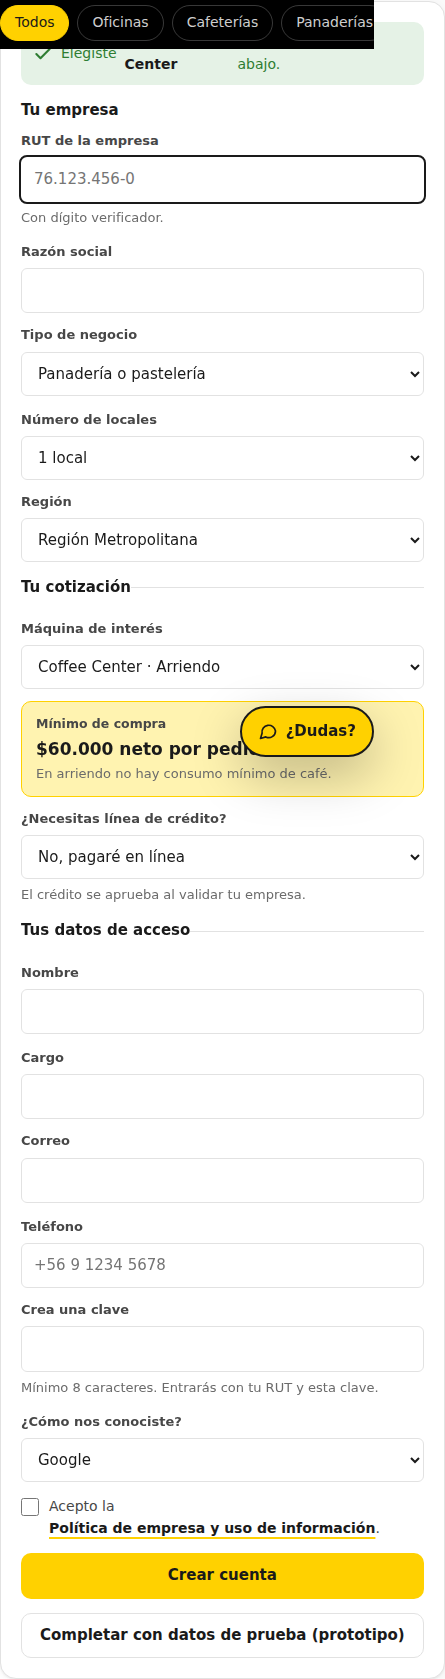 Todos Oficinas Cafeterías Panaderías
Elegiste
Center abajo.
Tu empresa
RUT de la empresa
76.123.456-0
Con dígito verificador.
Razón social
Tipo de negocio
Panadería o pastelería
Número de locales
1 local
Región
Región Metropolitana
Tu cotización
Máquina de interés
Coffee Center · Arriendo
Mínimo de compra
$60.000 neto por
¿Dudas?
En arriendo no hay consumo mínimo de café.
¿Necesitas línea de crédito?
No, pagaré en línea
El crédito se aprueba al validar tu empresa.
Tus datos de acceso
Nombre
Cargo
Correo
Teléfono
+56 9 1234 5678
Crea una clave
Mínimo 8 caracteres. Entrarás con tu RUT y esta clave.
¿Cómo nos conociste?
Google
Acepto la
Política de empresa y uso de información.
Crear cuenta
Completar con datos de prueba (prototipo)